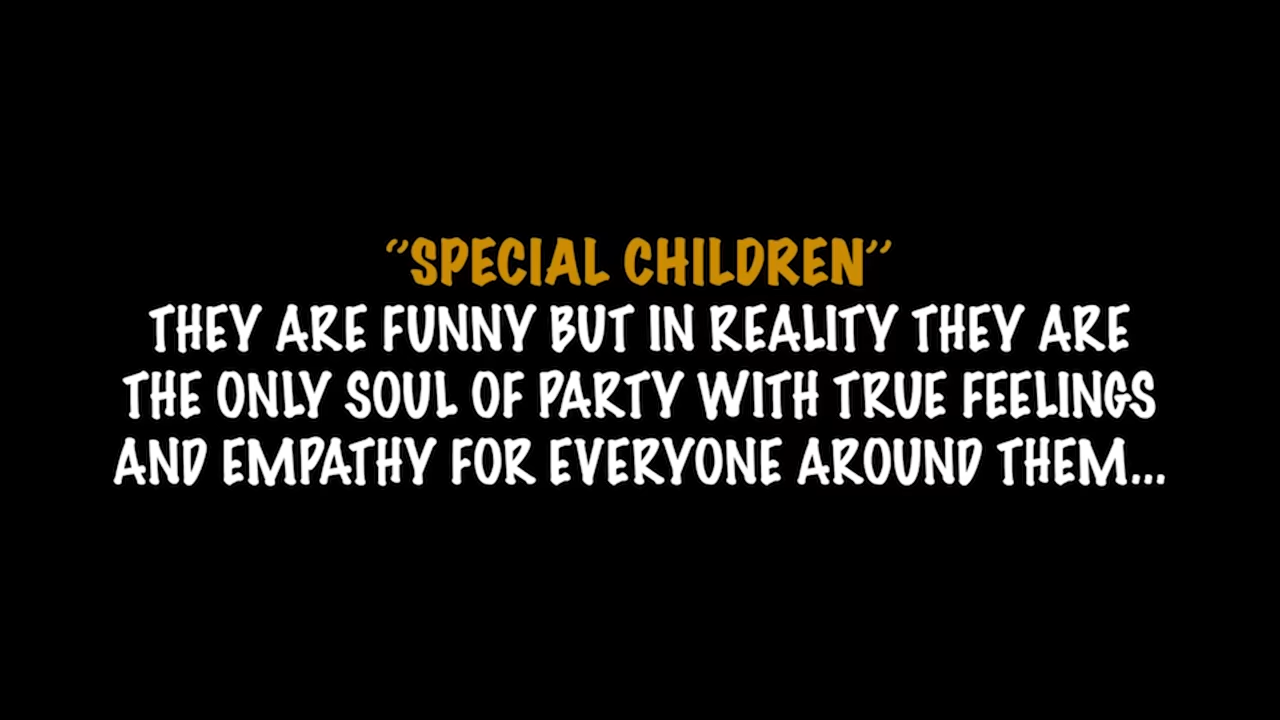 ‘’SPECIAL CHILDREN’’
THEY ARE FUNNY BUT IN REALITY THEY ARE
THE ONLY SOUL OF PARTY WITH TRUE FEELINGS
AND EMPATHY FOR EVERYONE AROUND THEM...